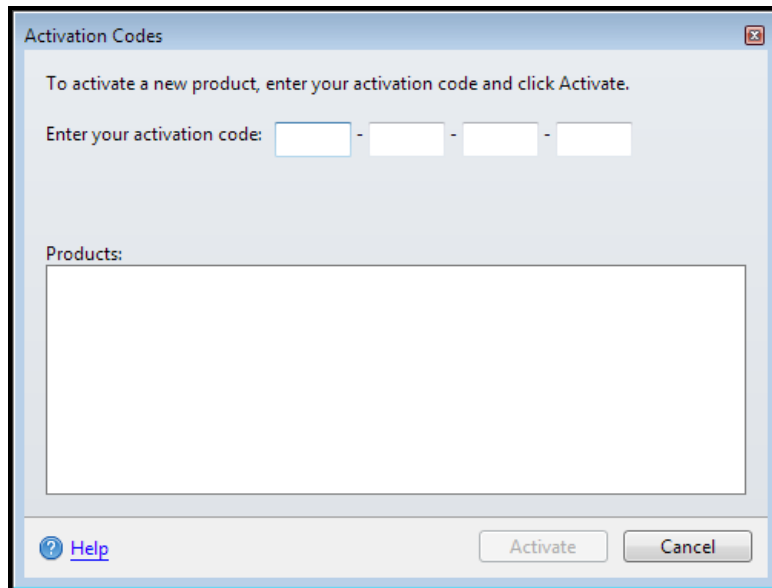 Activation Codes
To activate a new product, enter your activation code and click Activate.
Enter your activation code: - - -
Products:
Help Activate Cancel